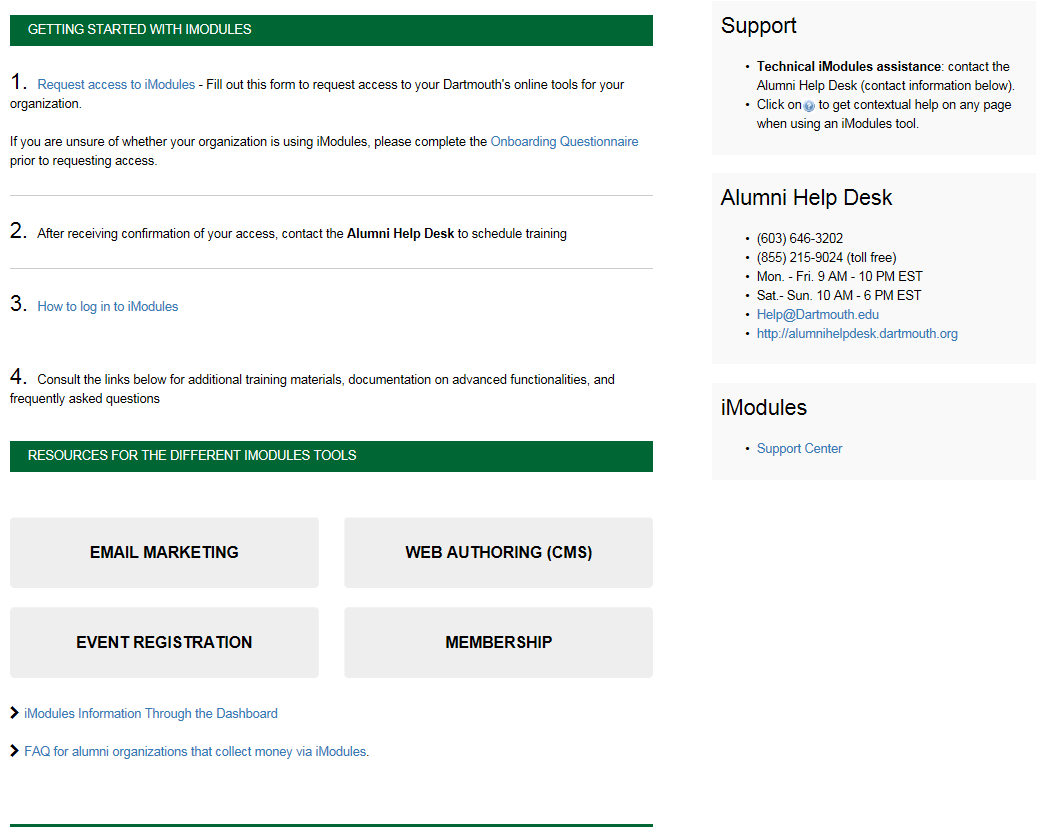 GETTING STARTED WITH IMODULES
1. Request access to iModules - Fill out this form to request access to your Dartmouth's online tools for your
organization.
If you are unsure of whether your organization is using iModules, please complete the Onboarding Questionnaire
prior to requesting access.
2. After receiving confirmation of your access, contact the Alumni Help Desk to schedule training
3. How to log in to iModules
4. Consult the links below for additional training materials, documentation on advanced functionalities, and
frequently asked questions
RESOURCES FOR THE DIFFERENT IMODULES TOOLS
EMAIL MARKETING
WEB AUTHORING (CMS)
EVENT REGISTRATION
MEMBERSHIP
iModules Information Through the Dashboard
FAQ for alumni organizations that collect money via iModules.
Support
• Technical iModules assistance: contact the
Alumni Help Desk (contact information below).
• Click on ? to get contextual help on any page
when using an iModules tool.
Alumni Help Desk
• (603) 646-3202
• (855) 215-9024 (toll free)
• Mon. - Fri. 9 AM - 10 PM EST
• Sat.- Sun. 10 AM - 6 PM EST
• Help@Dartmouth.edu
• http://alumnihelpdesk.dartmouth.org
iModules
• Support Center